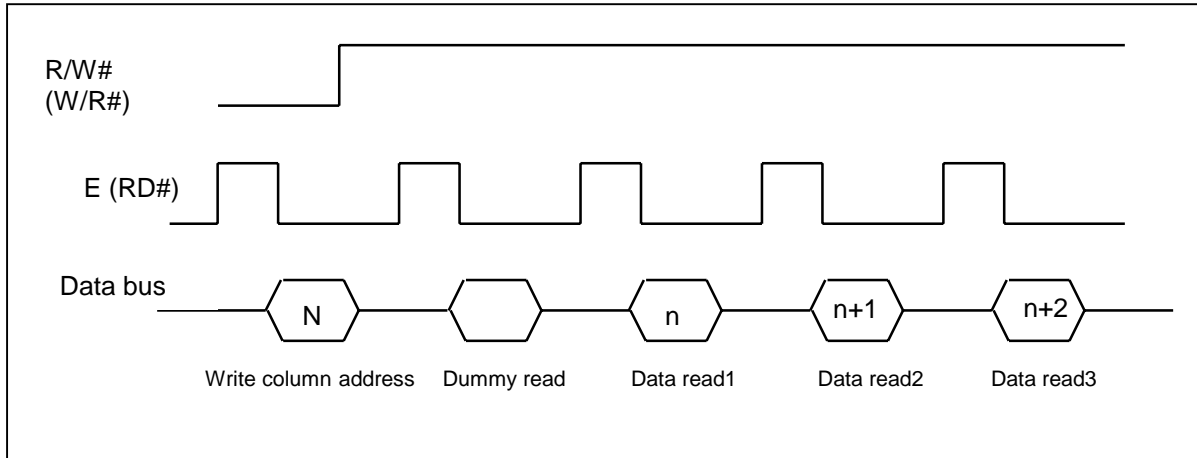 R/W#
(W/R#)
E (RD#)
Data bus
N
n
n+1
n+2
Write column address
Dummy read
Data read1
Data read2
Data read3